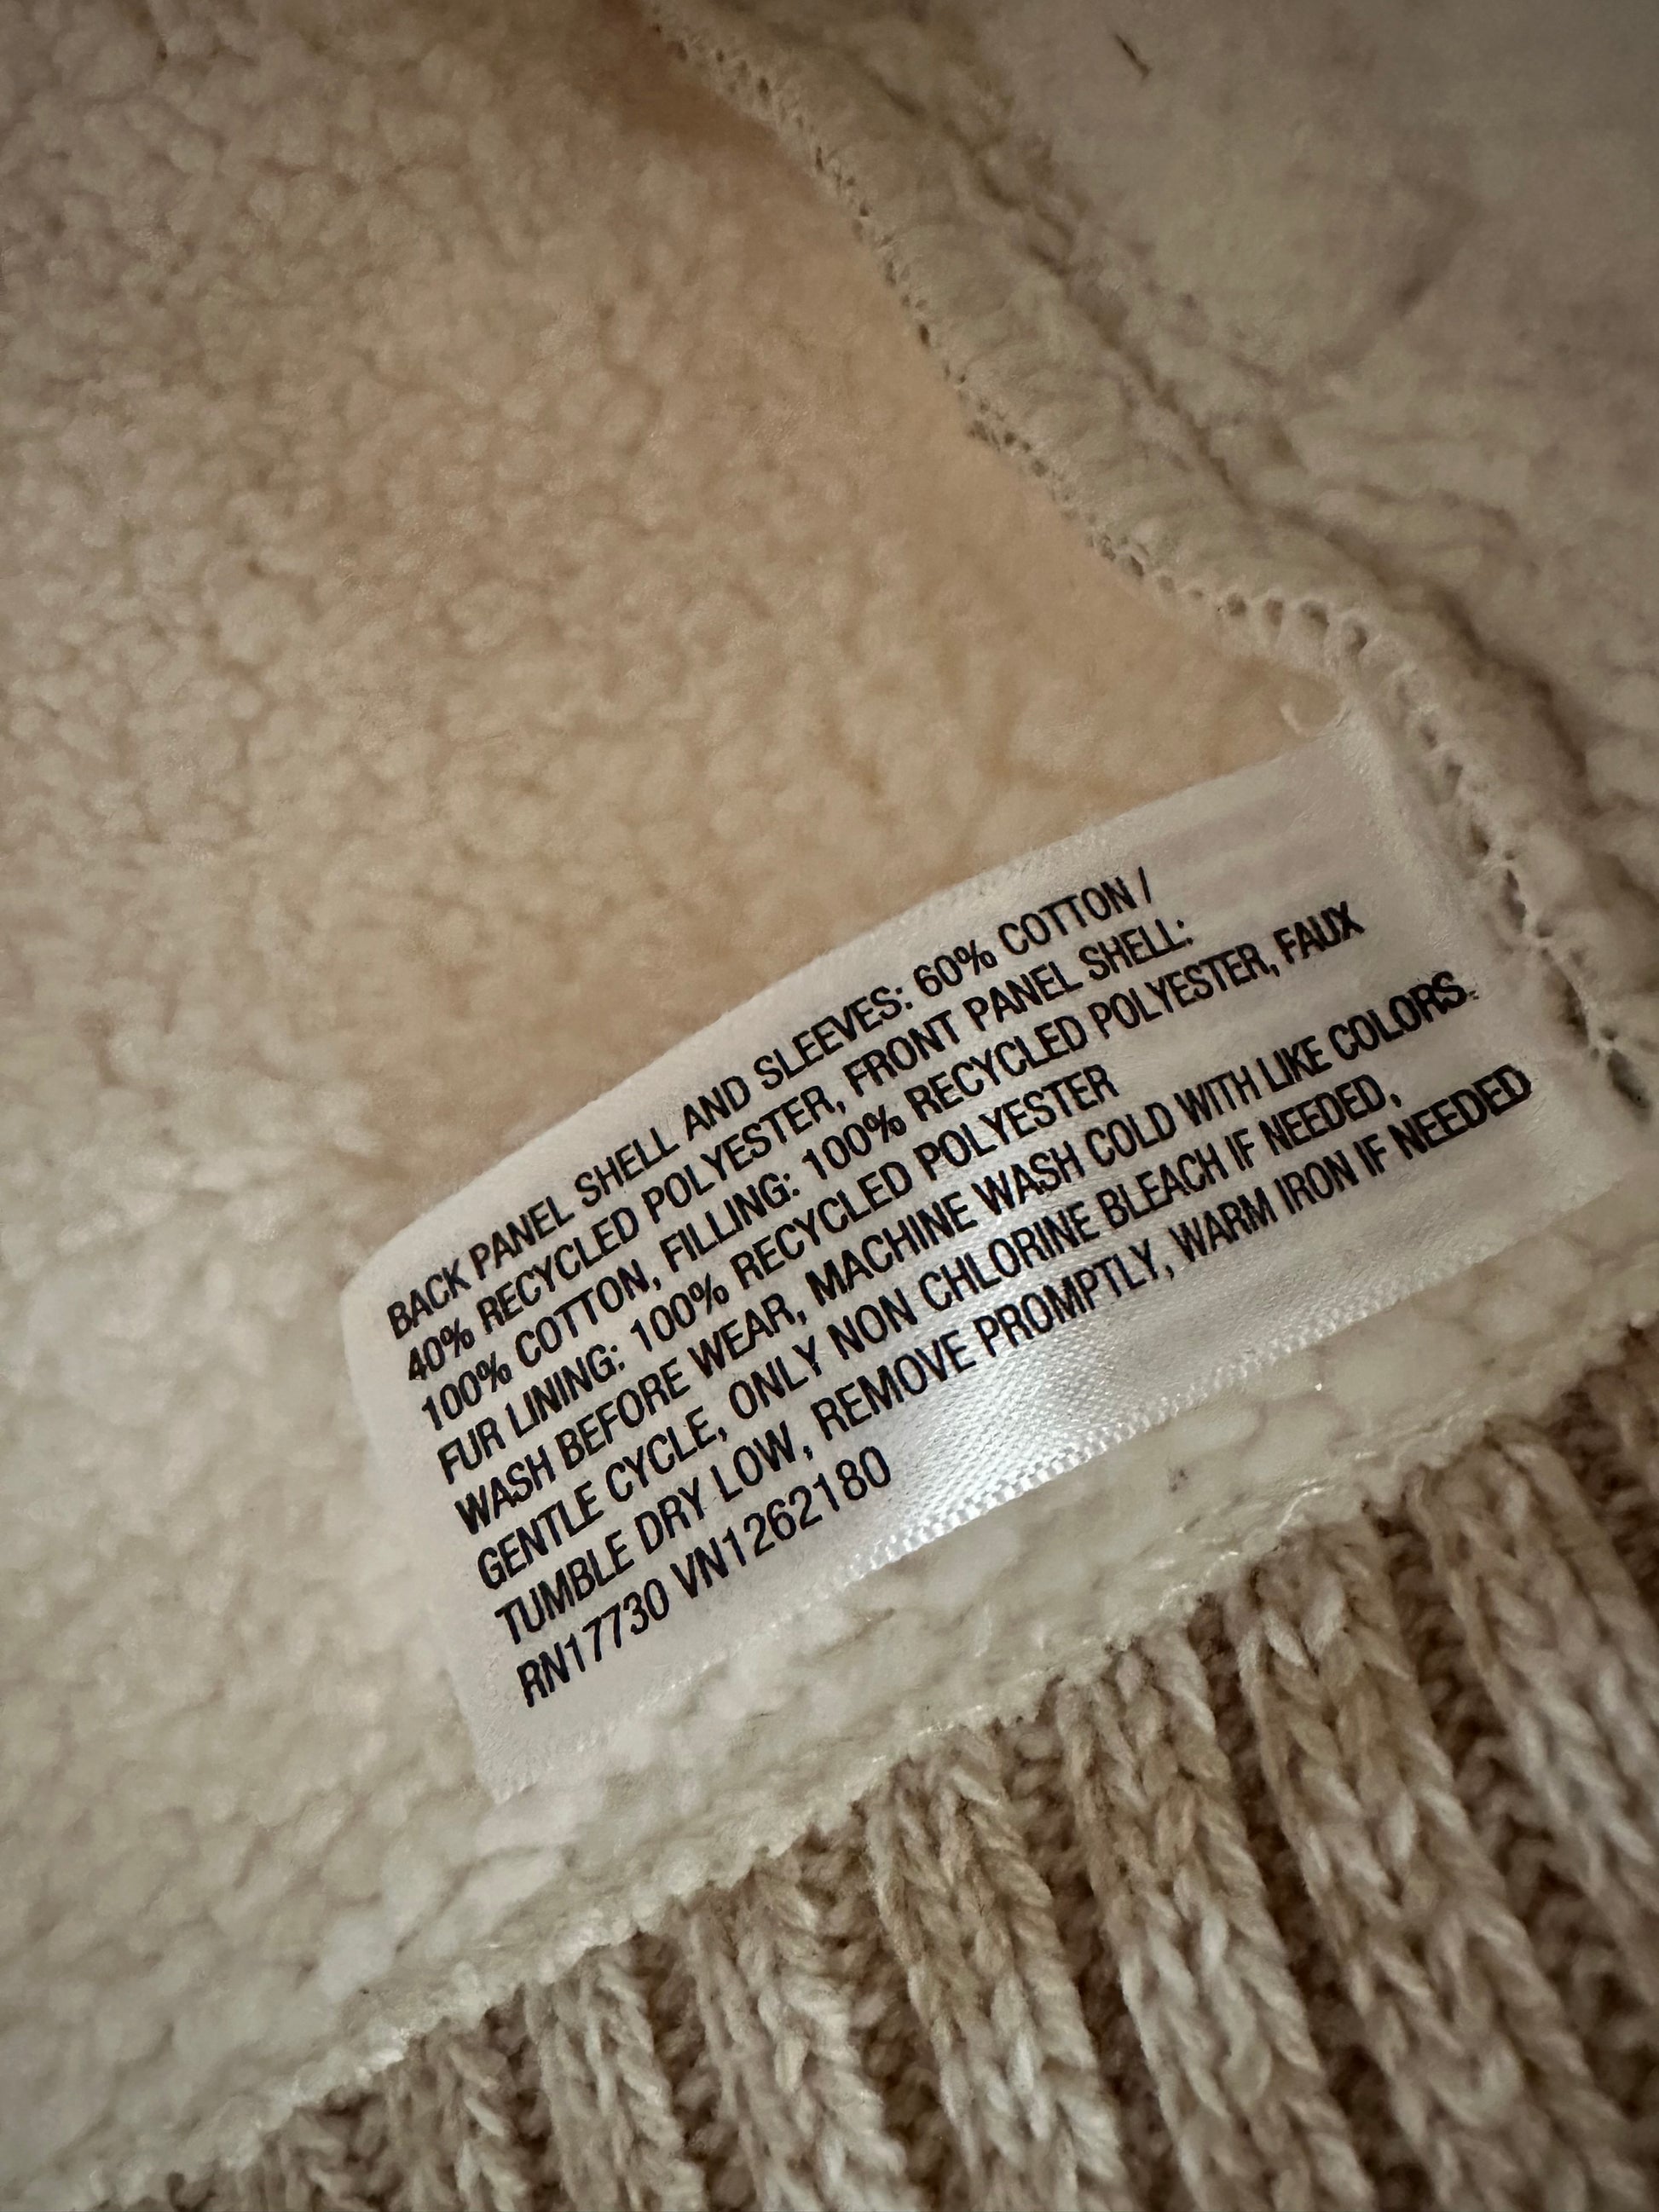 BACK PANEL SHELL AND SLEEVES: 60% COTTON /
40% RECYCLED POLYESTER, FRONT PANEL SHELL:
100% COTTON, FILLING: 100% RECYCLED POLYESTER, FAUX
FUR LINING: 100% RECYCLED POLYESTER
WASH BEFORE WEAR, MACHINE WASH COLD WITH LIKE COLORS.
GENTLE CYCLE, ONLY NON CHLORINE BLEACH IF NEEDED,
TUMBLE DRY LOW, REMOVE PROMPTLY, WARM IRON IF NEEDED
RN17730 VN1262180